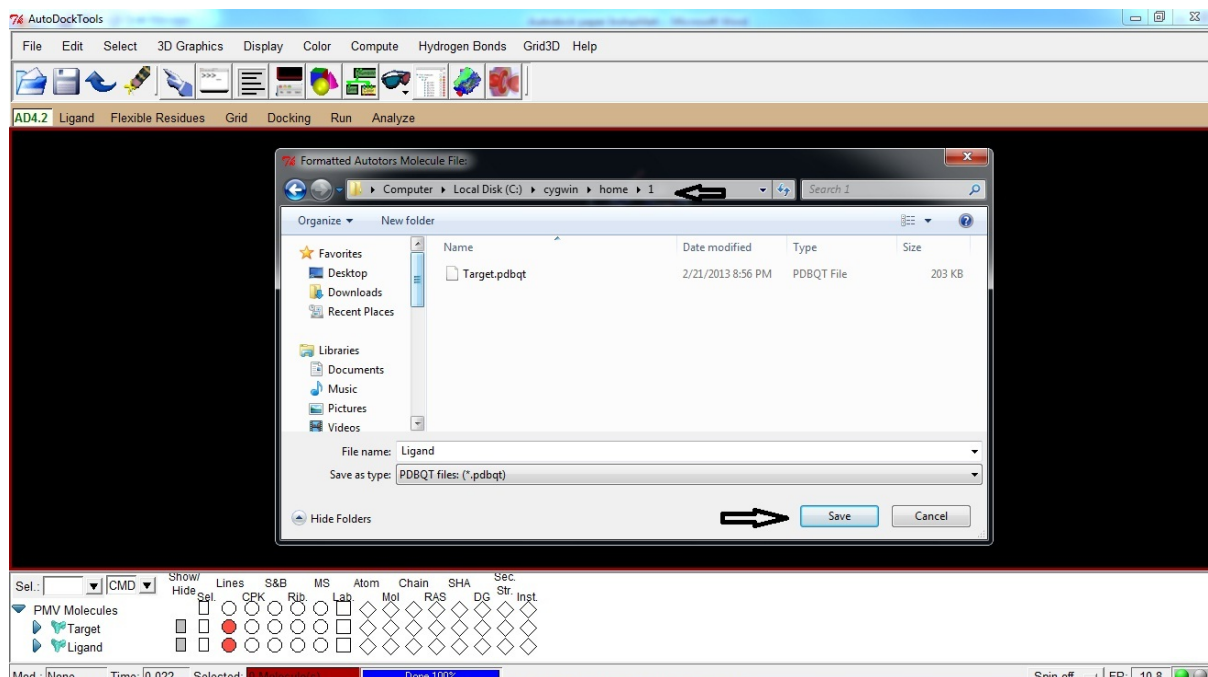 AutoDockTools
File Edit Select 3D Graphics Display Color Compute Hydrogen Bonds Grid3D Help
AD4.2 Ligand Flexible Residues Grid Docking Run Analyze
Formatted Autotors Molecule File:
Computer Local Disk (C:) cygwin home 1 Search 1
Organize New folder
Favorites
Desktop
Downloads
Recent Places
Libraries
Documents
Music
Pictures
Videos
Name Date modified Type Size
Target.pdbqt 2/21/2013 8:56 PM PDBQT File 203 KB
File name: Ligand
Save as type: PDBQT files: (*.pdbqt)
Hide Folders Save Cancel
Sel.: CMD Show/ Hide Sel. Lines CPK S&B Rib. MS Lab. Atom Mol Chain RAS SHA DG Sec. Str. Inst.
PMV Molecules
Target
Ligand
Mod.: None Time: 0.022 Selected: Done 100% Spin off FR: 10.8